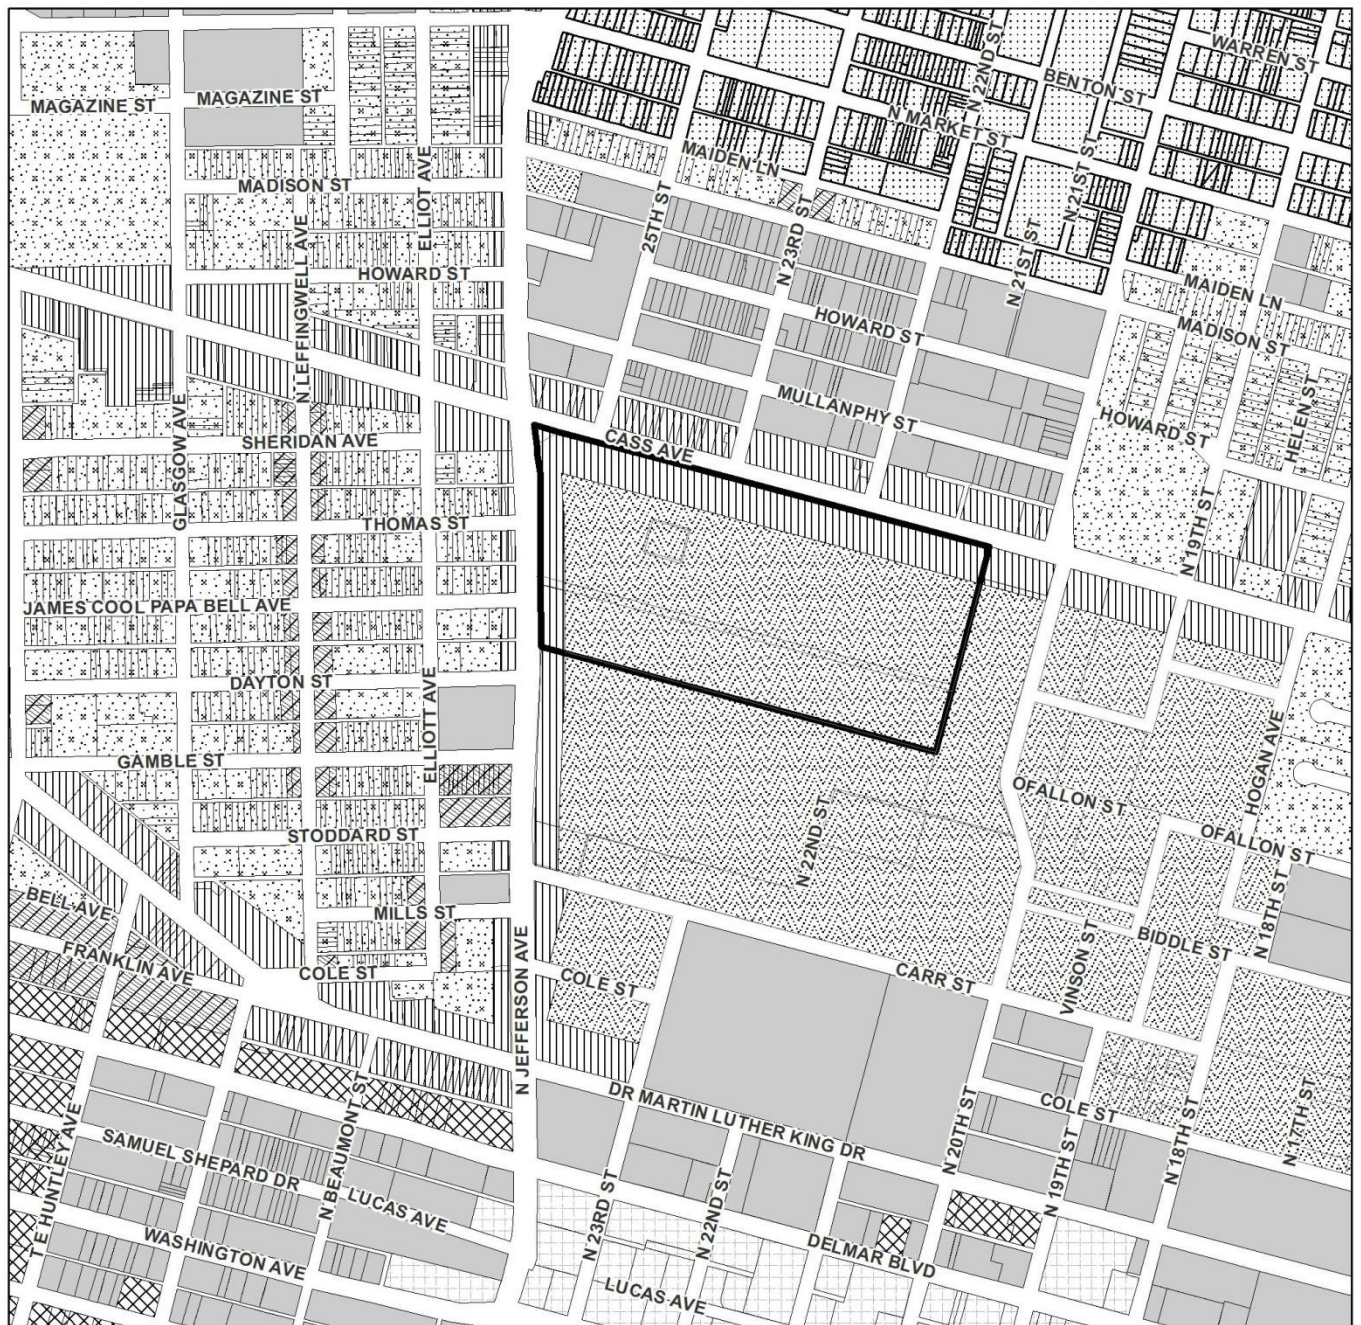 WARREN ST
BENTON ST
N 22ND ST
MAGAZINE ST
MAGAZINE ST
N MARKET ST
MAIDEN LN
MADISON ST
ELLIOT AVE
25TH ST
N 23RD ST
N 21ST ST
N 21ST ST
N LEFFINGWELL AVE
HOWARD ST
MAIDEN LN
MADISON ST
HOWARD ST
MULLANPHY ST
HOWARD ST
HELEN ST
GLASGOW AVE
SHERIDAN AVE
CASS AVE
THOMAS ST
N 19TH ST
JAMES COOL PAPA BELL AVE
DAYTON ST
ELLIOTT AVE
HOGAN AVE
GAMBLE ST
OFALLON ST
OFALLON ST
N 22ND ST
STODDARD ST
BELL AVE
MILLS ST
N 18TH ST
FRANKLIN AVE
COLE ST
COLE ST
CARR ST
VINSON ST
BIDDLE ST
N JEFFERSON AVE
DR MARTIN LUTHER KING DR
COLE ST
N 17TH ST
TE HUNTLEY AVE
SAMUEL SHEPARD DR
N BEAUMONT ST
LUCAS AVE
N 20TH ST
N 19TH ST
N 18TH ST
WASHINGTON AVE
N 23RD ST
N 22ND ST
DELMAR BLVD
LUCAS AVE